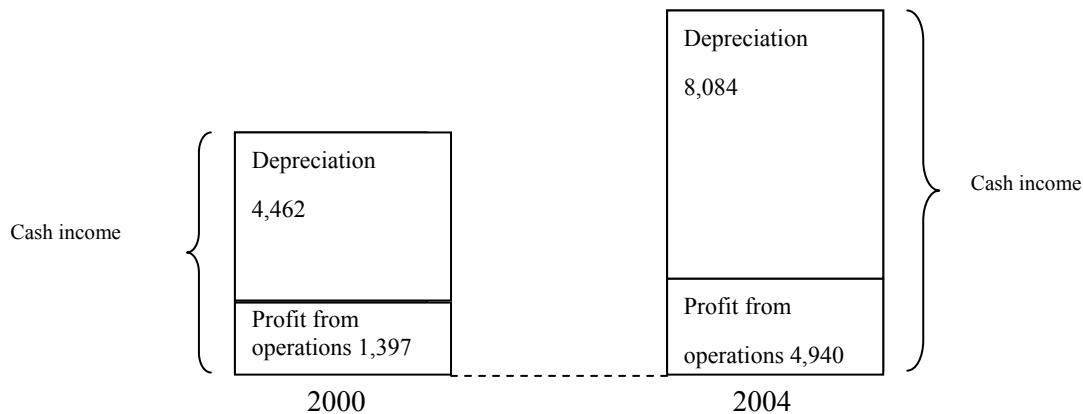 Depreciation
8,084
Depreciation
4,462
Cash income
Cash income
Profit from
operations 1,397
Profit from
operations 4,940
2000
2004